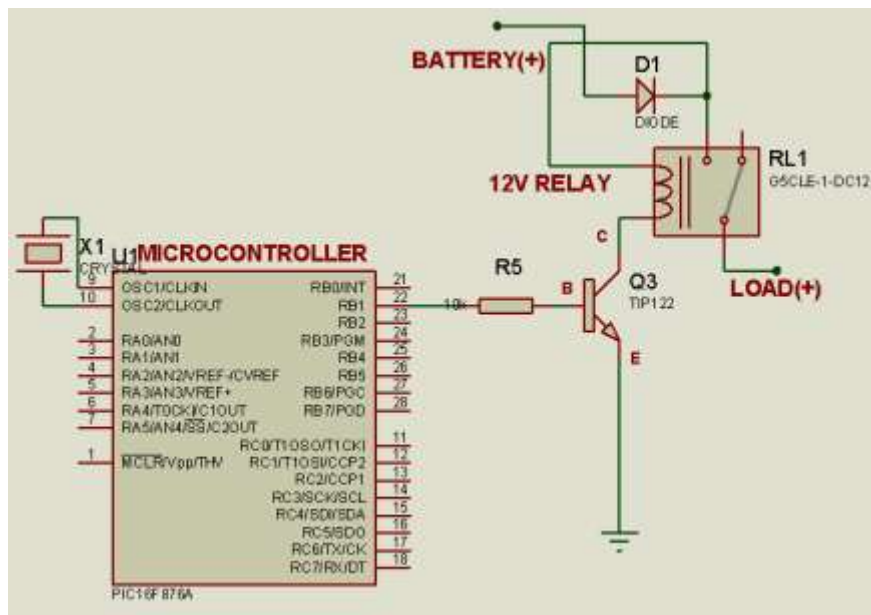 BATTERY(+)
D1
DIODE
RL1
G5CLE-1-DC12
12V RELAY
C
LOAD(+)
X1
CRYSTAL
U1
MICROCONTROLLER
R5
10k
B
Q3
TIP122
E
9 OSC1/CLKIN RB0/INT 21
10 OSC2/CLKOUT RB1 22
RB2 23
2 RA0/AN0 RB3/PGM 24
3 RA1/AN1 RB4 25
4 RA2/AN2/VREF-/CVREF RB5 26
5 RA3/AN3/VREF+ RB6/PGC 27
6 RA4/T0CKI/C1OUT RB7/PGD 28
7 RA5/AN4/SS/C2OUT
RC0/T1OSO/T1CKI 11
1 MCLR/Vpp/THV RC1/T1OSI/CCP2 12
RC2/CCP1 13
RC3/SCK/SCL 14
RC4/SDI/SDA 15
RC5/SDO 16
RC6/TX/CK 17
RC7/RX/DT 18
PIC16F876A